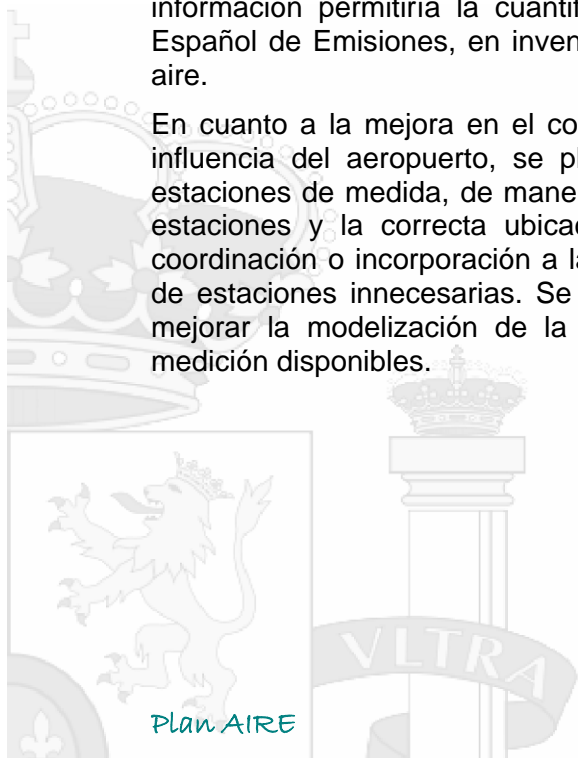 información permitiría la cuantif
Español de Emisiones, en inven
aire.
En cuanto a la mejora en el co
influencia del aeropuerto, se pl
estaciones de medida, de mane
estaciones y la correcta ubicac
coordinación o incorporación a la
de estaciones innecesarias. Se
mejorar la modelización de la
medición disponibles.
VLTRA
Plan AIRE